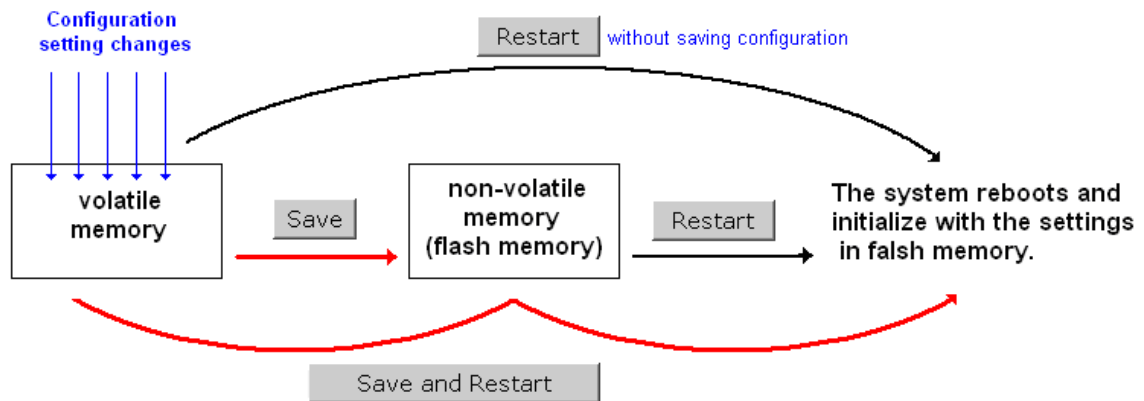 Configuration
setting changes
Restart without saving configuration
volatile
memory
Save
non-volatile
memory
(flash memory)
Restart
The system reboots and
initialize with the settings
in falsh memory.
Save and Restart